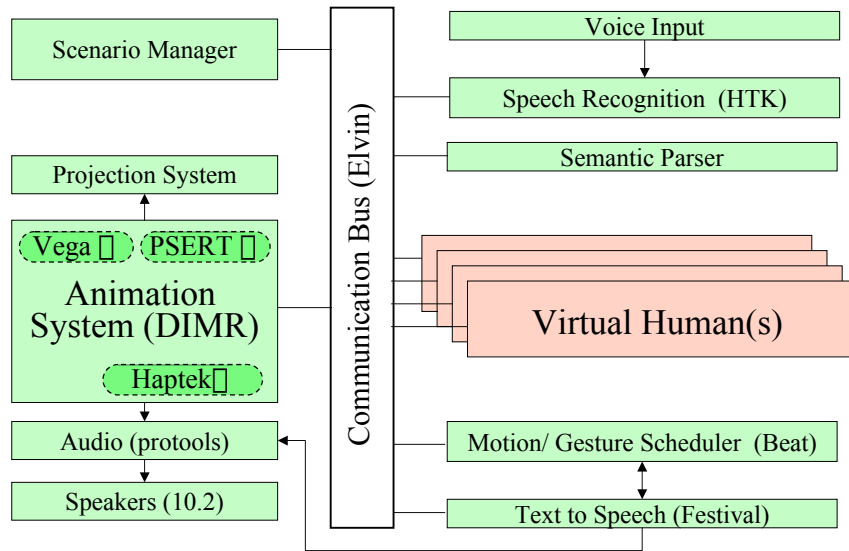 Scenario Manager
Projection System
Vega
PSERT
Animation
System (DIMR)
Haptek
Audio (protools)
Speakers (10.2)
Communication Bus (Elvin)
Voice Input
Speech Recognition (HTK)
Semantic Parser
Virtual Human(s)
Motion/ Gesture Scheduler (Beat)
Text to Speech (Festival)